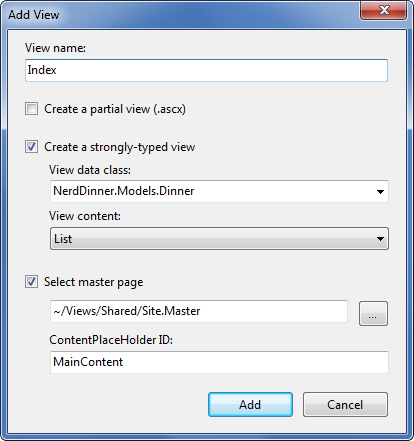 Add View
View name:
Index
Create a partial view (.ascx)
Create a strongly-typed view
View data class:
NerdDinner.Models.Dinner
View content:
List
Select master page
~/Views/Shared/Site.Master
...
ContentPlaceHolder ID:
MainContent
Add Cancel